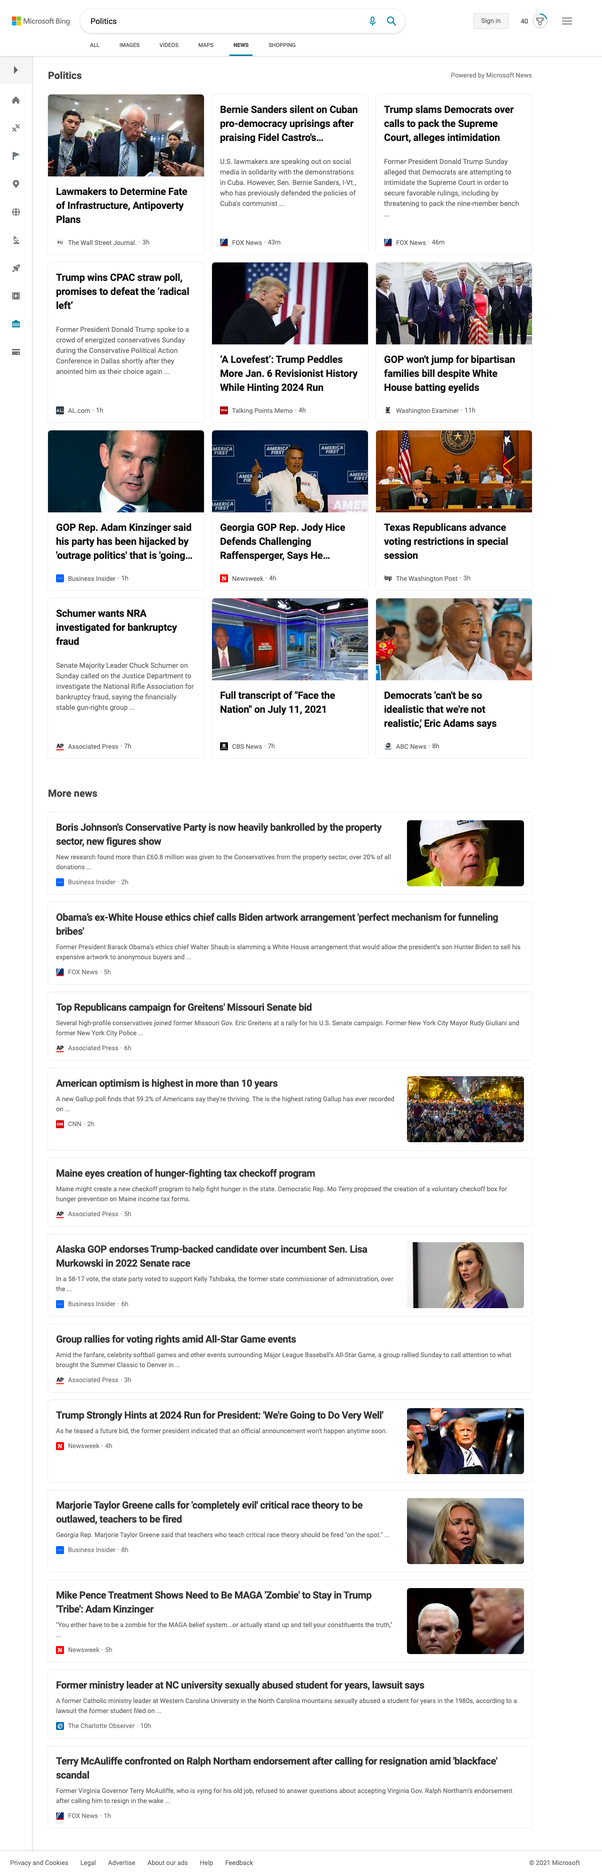 Microsoft Bing
Politics
Sign in
40
ALL
IMAGES
VIDEOS
MAPS
NEWS
SHOPPING
Politics
Powered by Microsoft News
Lawmakers to Determine Fate
of Infrastructure, Antipoverty
Plans
The Wall Street Journal. · 3h
Bernie Sanders silent on Cuban
pro-democracy uprisings after
praising Fidel Castro's...
U.S. lawmakers are speaking out on social
media in solidarity with the demonstrations
in Cuba. However, Sen. Bernie Sanders, I-Vt.,
who has previously defended the policies of
Cuba's communist ...
FOX News · 43m
Trump slams Democrats over
calls to pack the Supreme
Court, alleges intimidation
Former President Donald Trump Sunday
alleged that Democrats are attempting to
intimidate the Supreme Court in order to
secure favorable rulings, including by
threatening to pack the nine-member bench
...
FOX News · 46m
Trump wins CPAC straw poll,
promises to defeat the 'radical
left'
Former President Donald Trump spoke to a
crowd of energized conservatives Sunday
during the Conservative Political Action
Conference in Dallas shortly after they
anointed him as their choice again ...
AL.com · 1h
'A Lovefest': Trump Peddles
More Jan. 6 Revisionist History
While Hinting 2024 Run
Talking Points Memo · 4h
GOP won't jump for bipartisan
families bill despite White
House batting eyelids
Washington Examiner · 11h
GOP Rep. Adam Kinzinger said
his party has been hijacked by
'outrage politics' that is 'going...
Business Insider · 1h
AMERICA FIRST
Georgia GOP Rep. Jody Hice
Defends Challenging
Raffensperger, Says He...
Newsweek · 4h
Texas Republicans advance
voting restrictions in special
session
The Washington Post · 3h
Schumer wants NRA
investigated for bankruptcy
fraud
Senate Majority Leader Chuck Schumer on
Sunday called on the Justice Department to
investigate the National Rifle Association for
bankruptcy fraud, saying the financially
stable gun-rights group ...
AP Associated Press · 7h
Full transcript of "Face the
Nation" on July 11, 2021
CBS News · 7h
Democrats 'can't be so
idealistic that we're not
realistic,' Eric Adams says
ABC News · 8h
More news
Boris Johnson's Conservative Party is now heavily bankrolled by the property
sector, new figures show
New research found more than £60.8 million was given to the Conservatives from the property sector, over 20% of all
donations ...
Business Insider · 2h
Obama's ex-White House ethics chief calls Biden artwork arrangement 'perfect mechanism for funneling
bribes'
Former President Barack Obama's ethics chief Walter Shaub is slamming a White House arrangement that would allow the president's son Hunter Biden to sell his
expensive artwork to anonymous buyers and ...
FOX News · 5h
Top Republicans campaign for Greitens' Missouri Senate bid
Several high-profile conservatives joined former Missouri Gov. Eric Greitens at a rally for his U.S. Senate campaign. Former New York City Mayor Rudy Giuliani and
former New York City Police ...
AP Associated Press · 6h
American optimism is highest in more than 10 years
A new Gallup poll finds that 59.2% of Americans say they're thriving. The is the highest rating Gallup has ever recorded
on ...
CNN · 2h
Maine eyes creation of hunger-fighting tax checkoff program
Maine might create a new checkoff program to help fight hunger in the state. Democratic Rep. Mo Terry proposed the creation of a voluntary checkoff box for
hunger prevention on Maine income tax forms.
AP Associated Press · 5h
Alaska GOP endorses Trump-backed candidate over incumbent Sen. Lisa
Murkowski in 2022 Senate race
In a 58-17 vote, the state party voted to support Kelly Tshibaka, the former state commissioner of administration, over
the ...
Business Insider · 6h
Group rallies for voting rights amid All-Star Game events
Amid the fanfare, celebrity softball games and other events surrounding Major League Baseball's All-Star Game, a group rallied Sunday to call attention to what
brought the Summer Classic to Denver in ...
AP Associated Press · 3h
Trump Strongly Hints at 2024 Run for President: 'We're Going to Do Very Well'
As he teased a future bid, the former president indicated that an official announcement won't happen anytime soon.
Newsweek · 4h
Marjorie Taylor Greene calls for 'completely evil' critical race theory to be
outlawed, teachers to be fired
Georgia Rep. Marjorie Taylor Greene said that teachers who teach critical race theory should be fired "on the spot." ...
Business Insider · 8h
Mike Pence Treatment Shows Need to Be MAGA 'Zombie' to Stay in Trump
'Tribe': Adam Kinzinger
"You either have to be a zombie for the MAGA belief system...or actually stand up and tell your constituents the truth,"
...
Newsweek · 5h
Former ministry leader at NC university sexually abused student for years, lawsuit says
A former Catholic ministry leader at Western Carolina University in the North Carolina mountains sexually abused a student for years in the 1980s, according to a
lawsuit the former student filed on ...
The Charlotte Observer · 10h
Terry McAuliffe confronted on Ralph Northam endorsement after calling for resignation amid 'blackface'
scandal
Former Virginia Governor Terry McAuliffe, who is vying for his old job, refused to answer questions about accepting Virginia Gov. Ralph Northam's endorsement
after calling him to resign in the wake ...
FOX News · 1h
Privacy and Cookies
Legal
Advertise
About our ads
Help
Feedback
© 2021 Microsoft